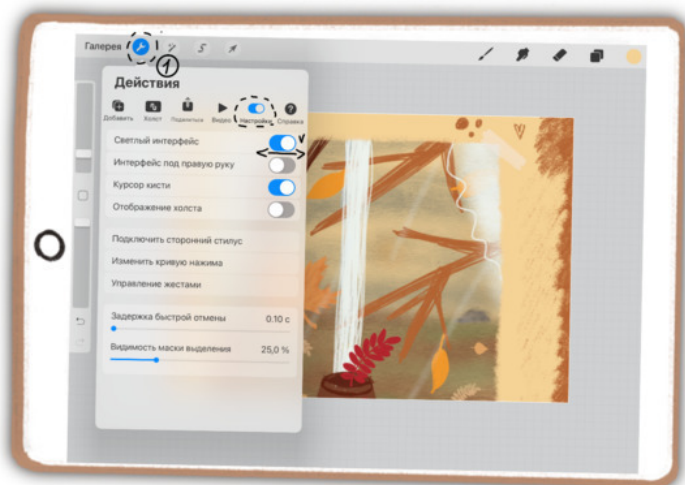 Галерея
1
Действия
Добавить Холст Поделиться Видео Настройки Справка
Светлый интерфейс
Интерфейс под правую руку
Курсор кисти
Отображение холста
Подключить сторонний стилус
Изменить кривую нажима
Управление жестами
Задержка быстрой отмены 0.10 с
Видимость маски выделения 25,0 %